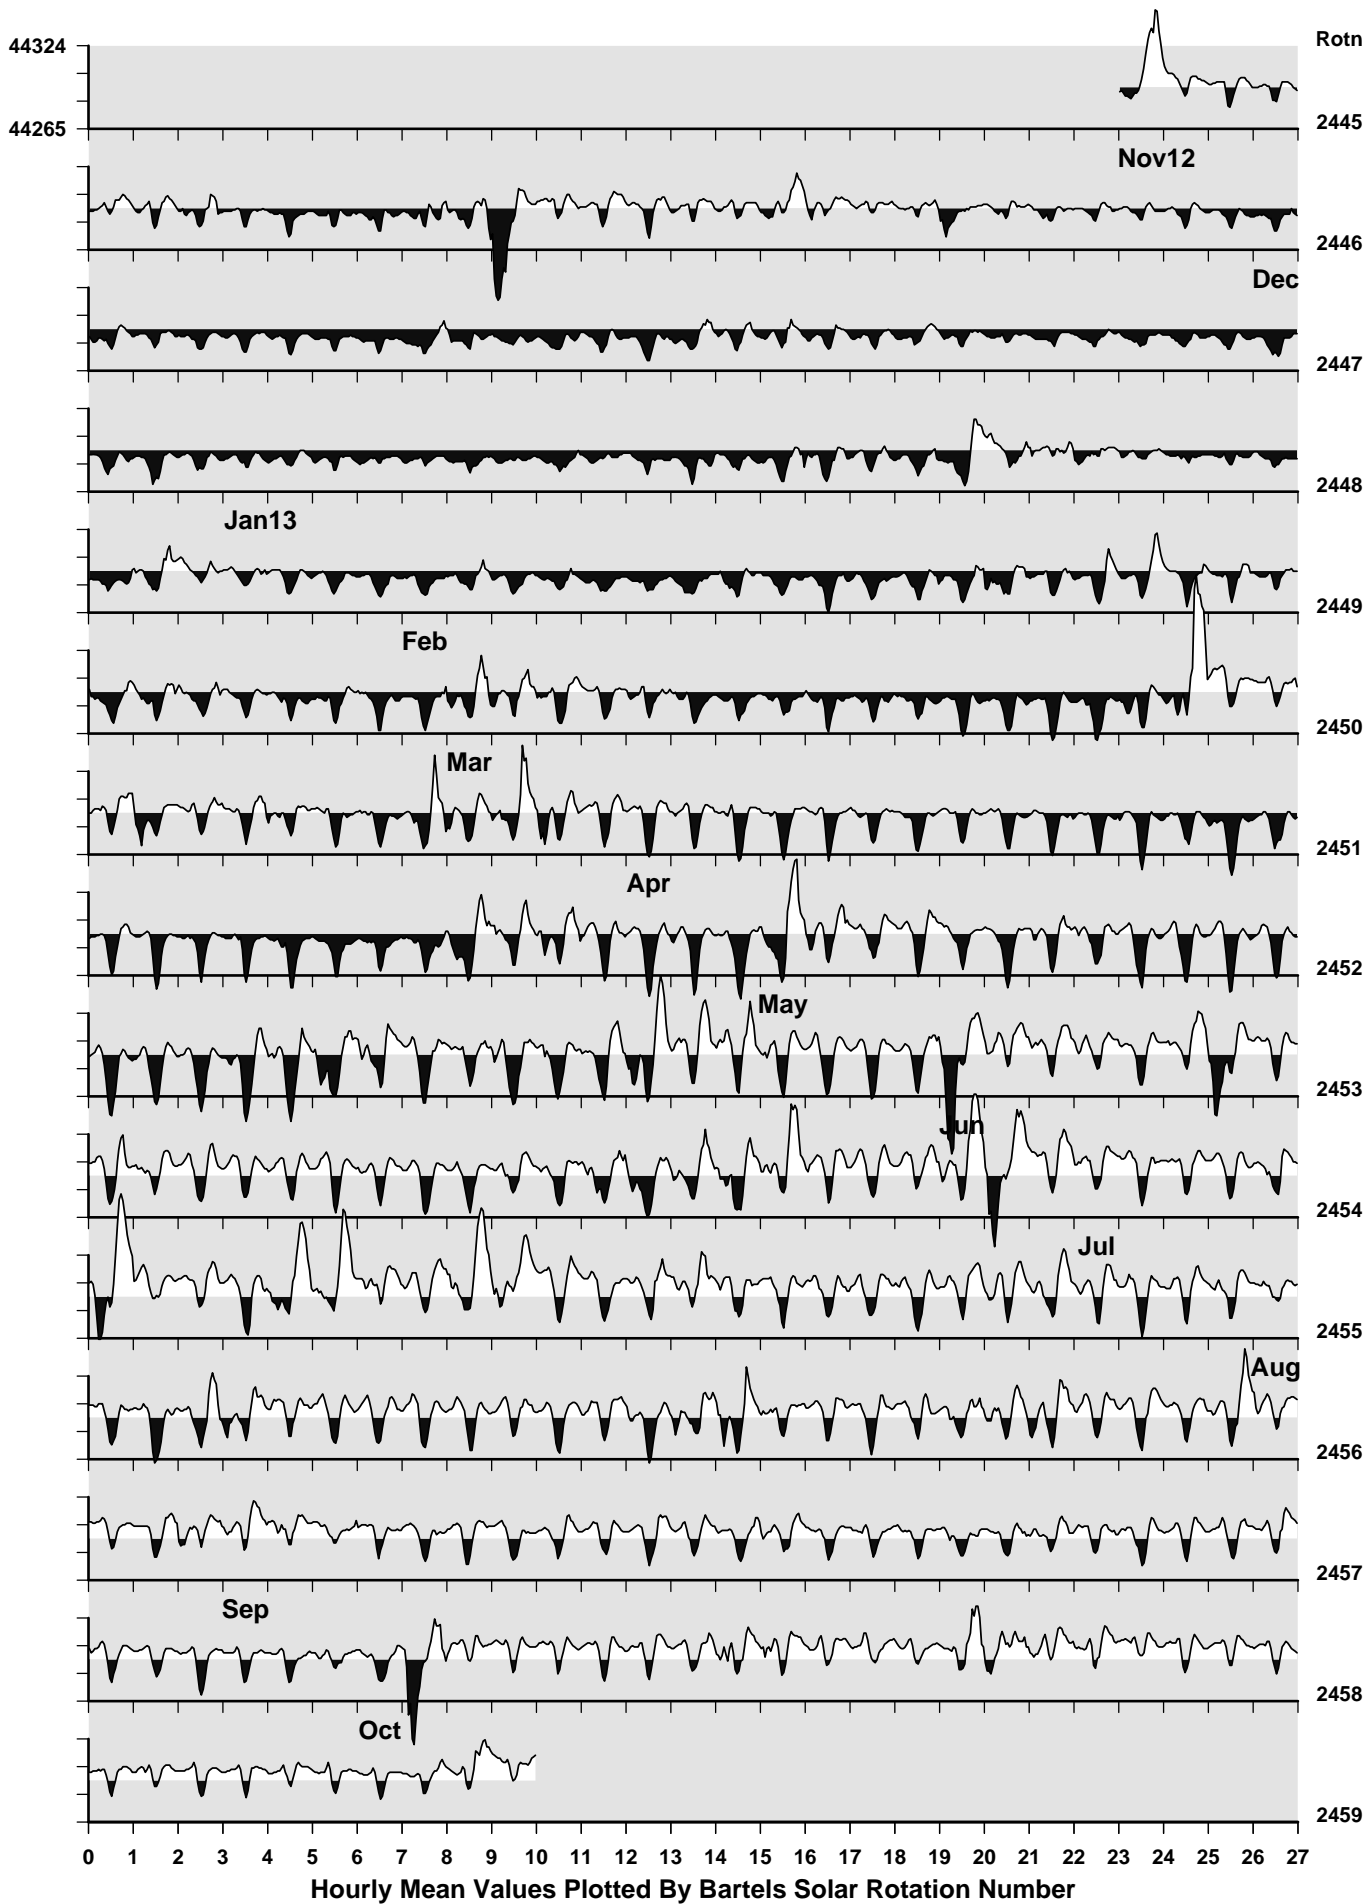 44324 Rotn
44265 2445
Nov12
2446
Dec
2447
2448
Jan13
2449
Feb
2450
Mar
2451
Apr
2452
May
2453
Jun
2454
Jul
2455
Aug
2456
2457
Sep
2458
Oct
2459
0 1 2 3 4 5 6 7 8 9 10 11 12 13 14 15 16 17 18 19 20 21 22 23 24 25 26 27
Hourly Mean Values Plotted By Bartels Solar Rotation Number